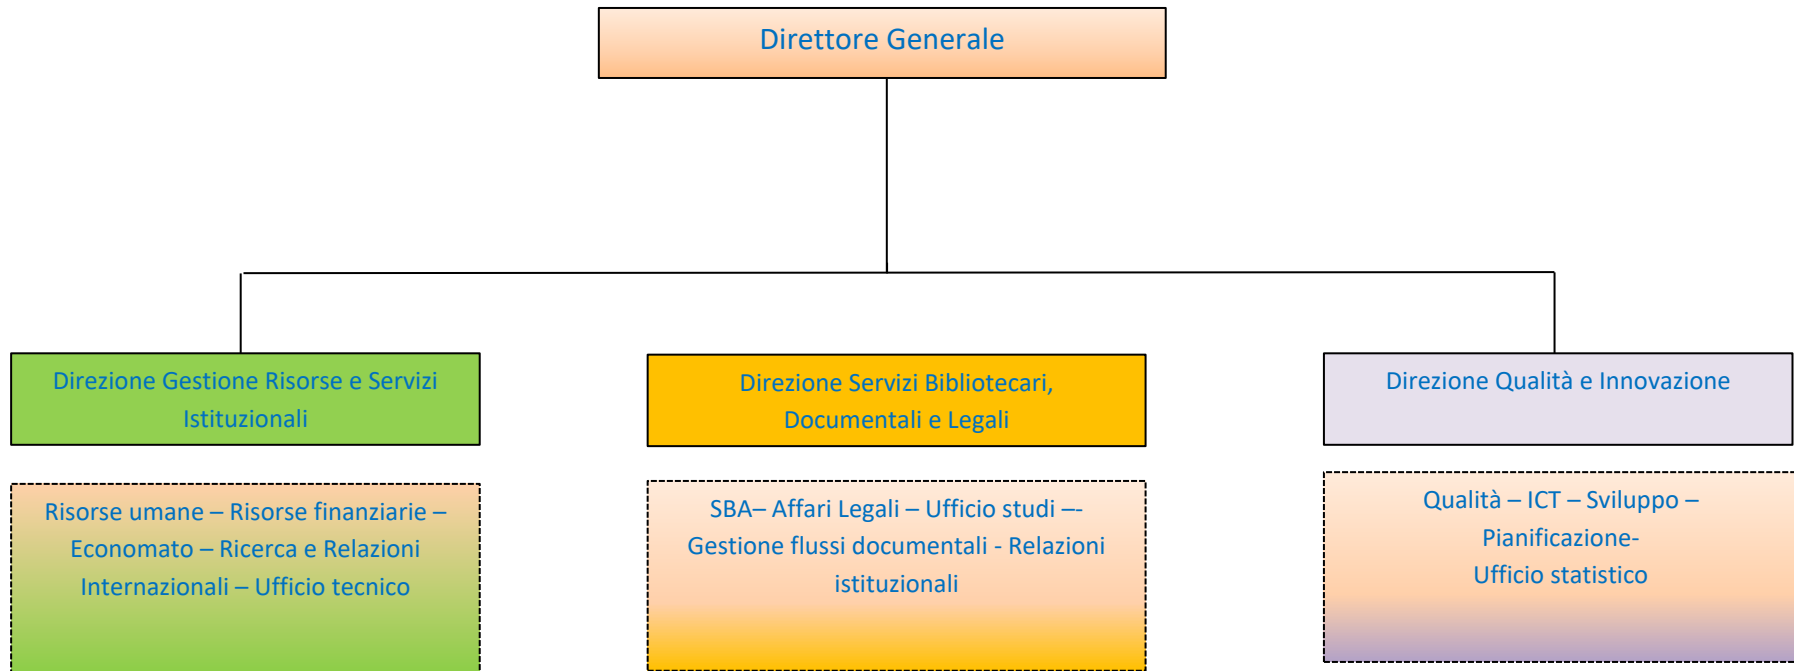 Direttore Generale
Direzione Gestione Risorse e Servizi
Istituzionali
Direzione Servizi Bibliotecari,
Documentali e Legali
Direzione Qualità e Innovazione
Risorse umane – Risorse finanziarie –
Economato – Ricerca e Relazioni
Internazionali – Ufficio tecnico
SBA– Affari Legali – Ufficio studi –-
Gestione flussi documentali - Relazioni
istituzionali
Qualità – ICT – Sviluppo –
Pianificazione-
Ufficio statistico